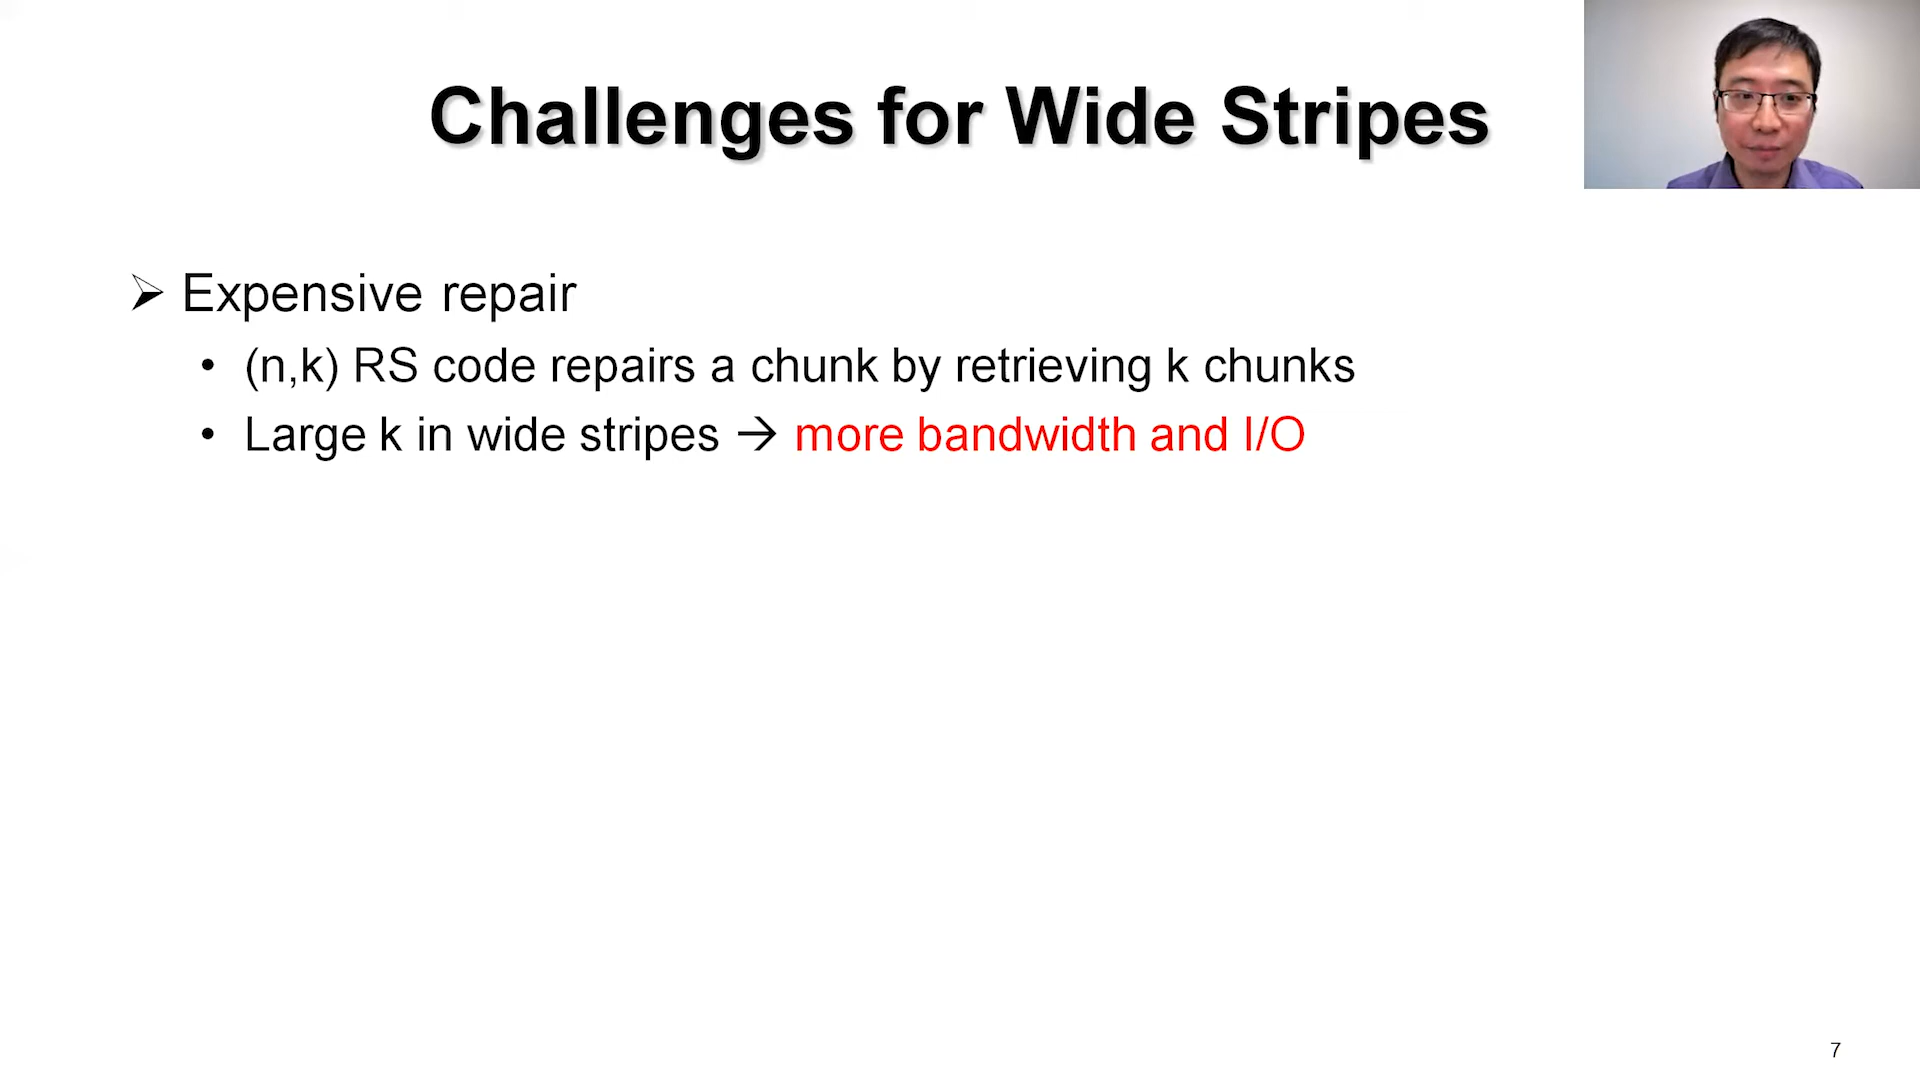 Challenges for Wide Stripes
➢ Expensive repair
• (n,k) RS code repairs a chunk by retrieving k chunks
• Large k in wide stripes → more bandwidth and I/O
7